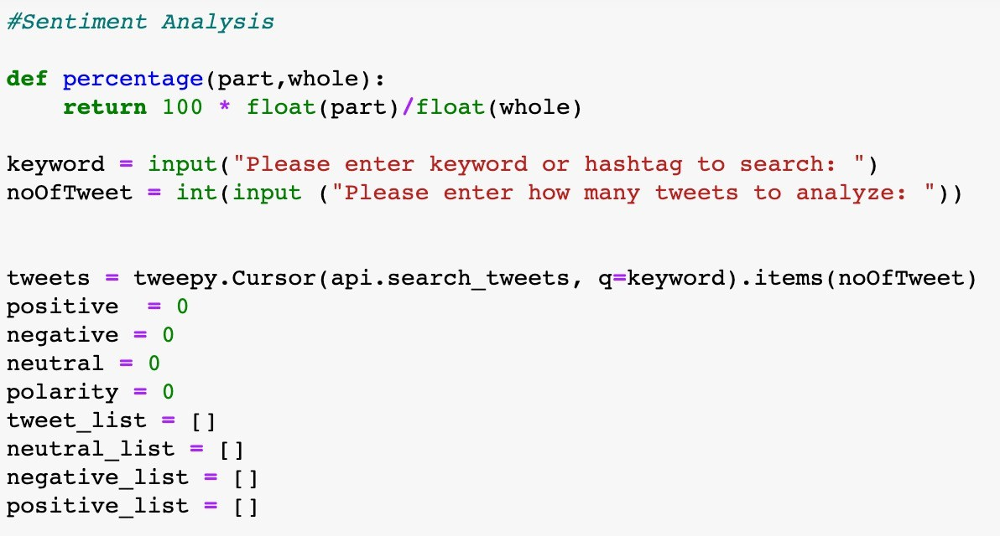 #Sentiment Analysis
def percentage(part,whole):
    return 100 * float(part)/float(whole)
keyword = input("Please enter keyword or hashtag to search: ")
noOfTweet = int(input ("Please enter how many tweets to analyze: "))
tweets = tweepy.Cursor(api.search_tweets, q=keyword).items(noOfTweet)
positive  = 0
negative = 0
neutral = 0
polarity = 0
tweet_list = []
neutral_list = []
negative_list = []
positive_list = []